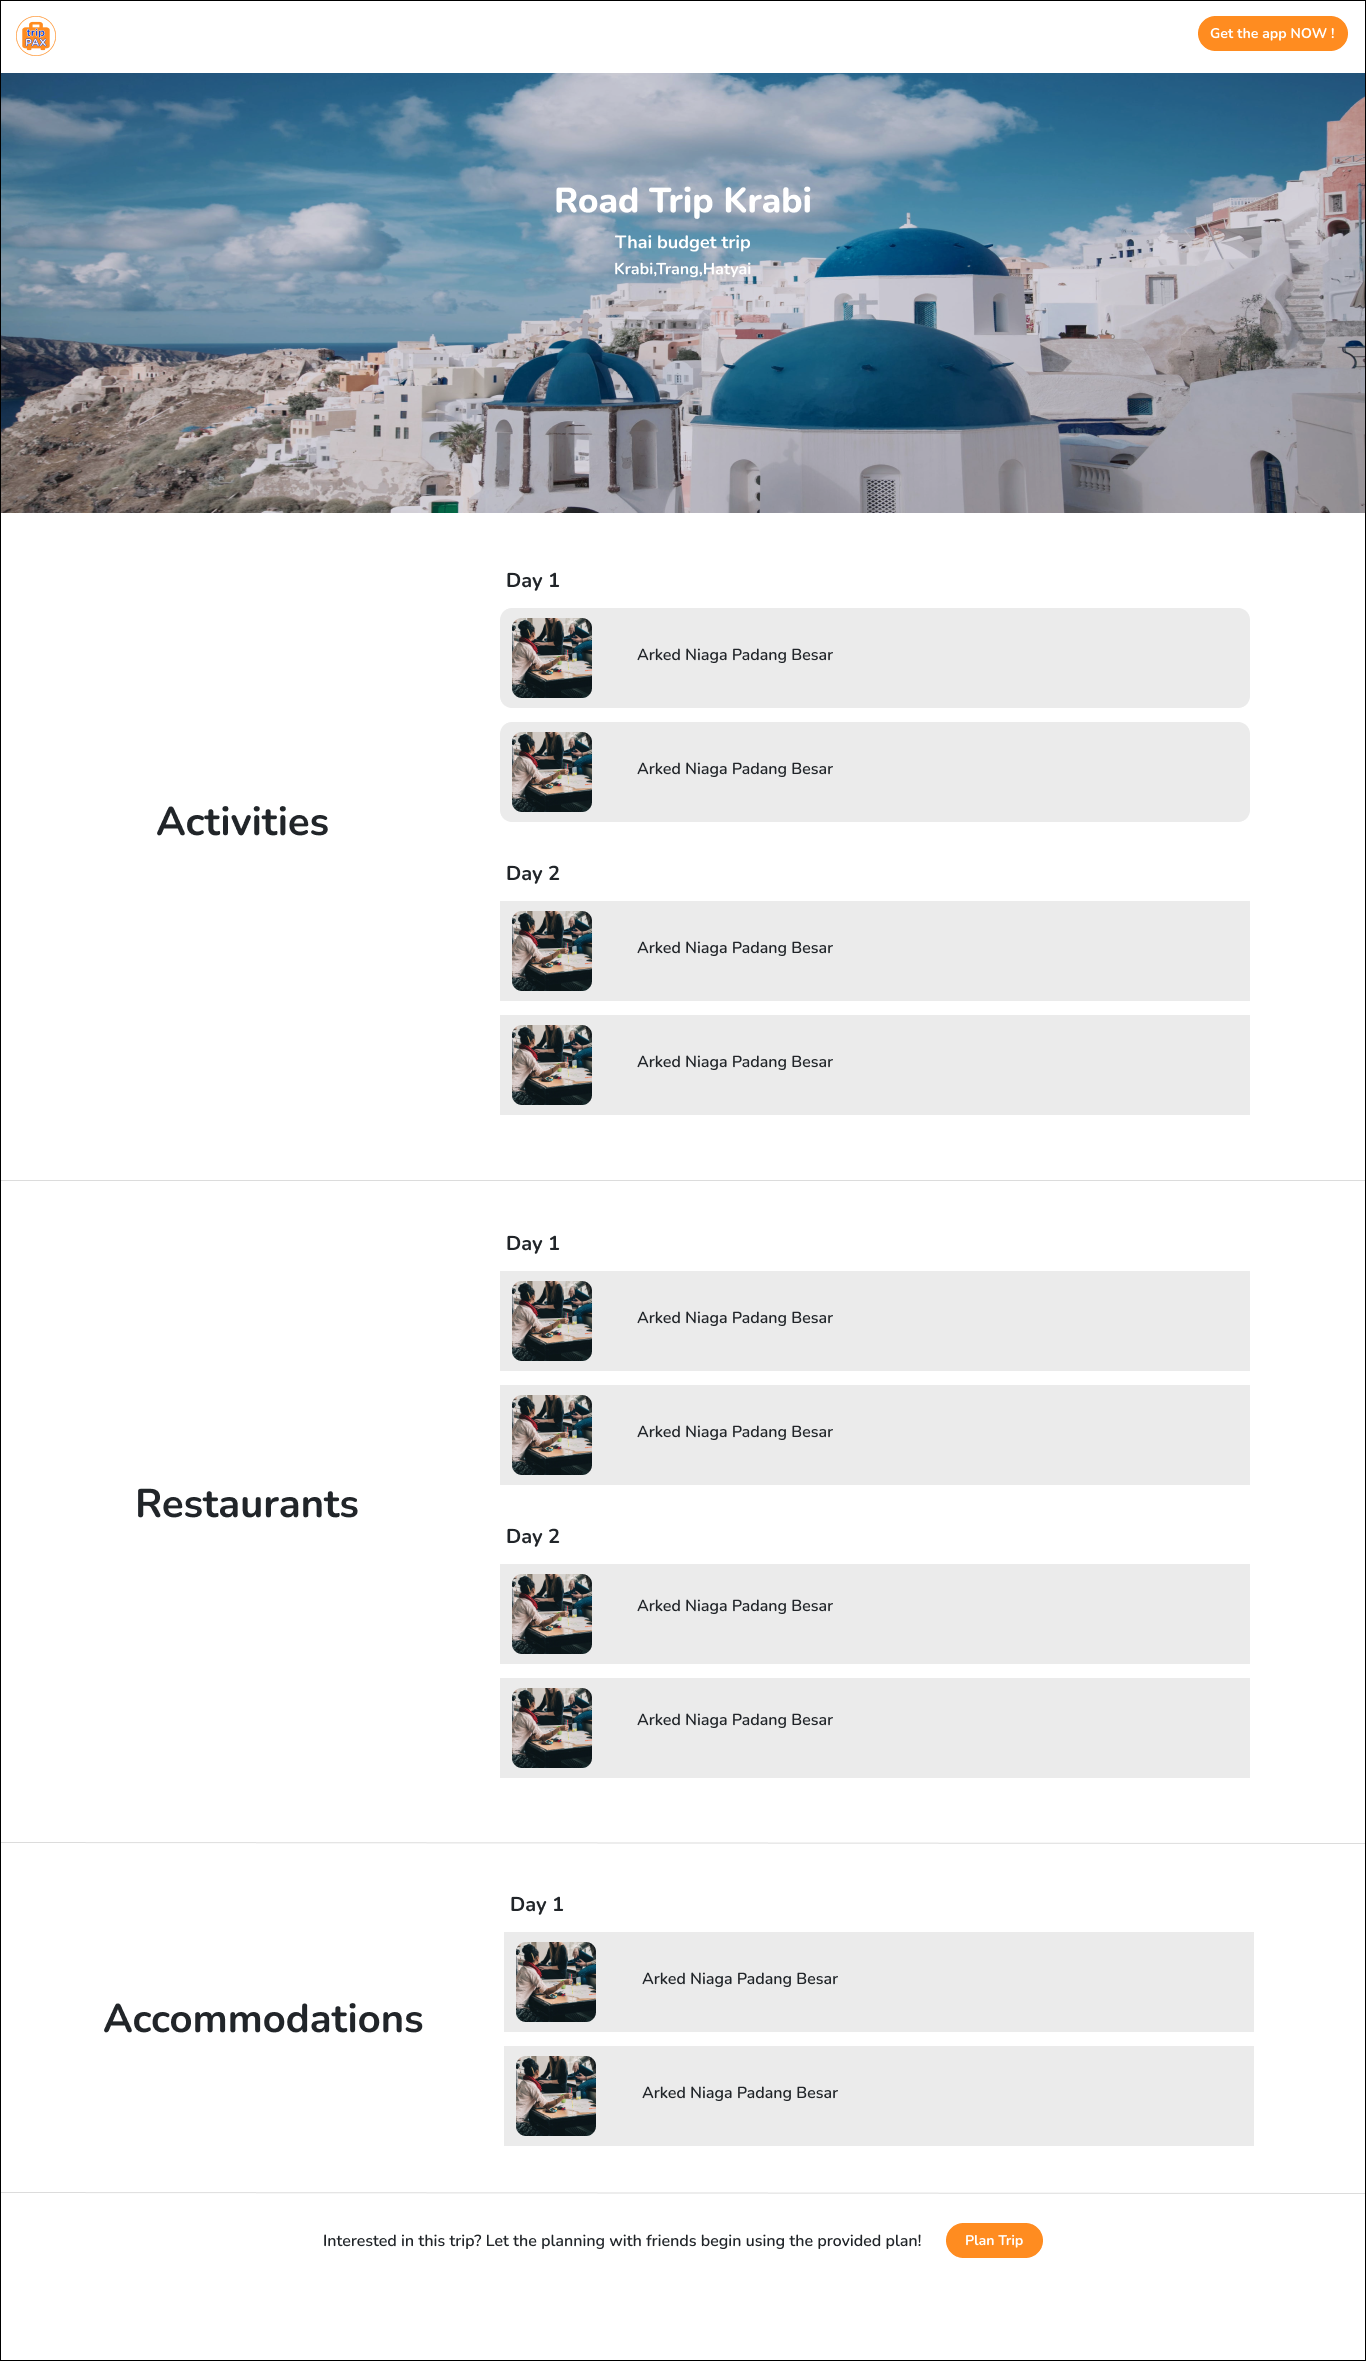 trip
PAX
Get the app NOW !
Road Trip Krabi
Thai budget trip
Krabi,Trang,Hatyai
Activities
Day 1
Arked Niaga Padang Besar
Arked Niaga Padang Besar
Day 2
Arked Niaga Padang Besar
Arked Niaga Padang Besar
Restaurants
Day 1
Arked Niaga Padang Besar
Arked Niaga Padang Besar
Day 2
Arked Niaga Padang Besar
Arked Niaga Padang Besar
Accommodations
Day 1
Arked Niaga Padang Besar
Arked Niaga Padang Besar
Interested in this trip? Let the planning with friends begin using the provided plan!
Plan Trip